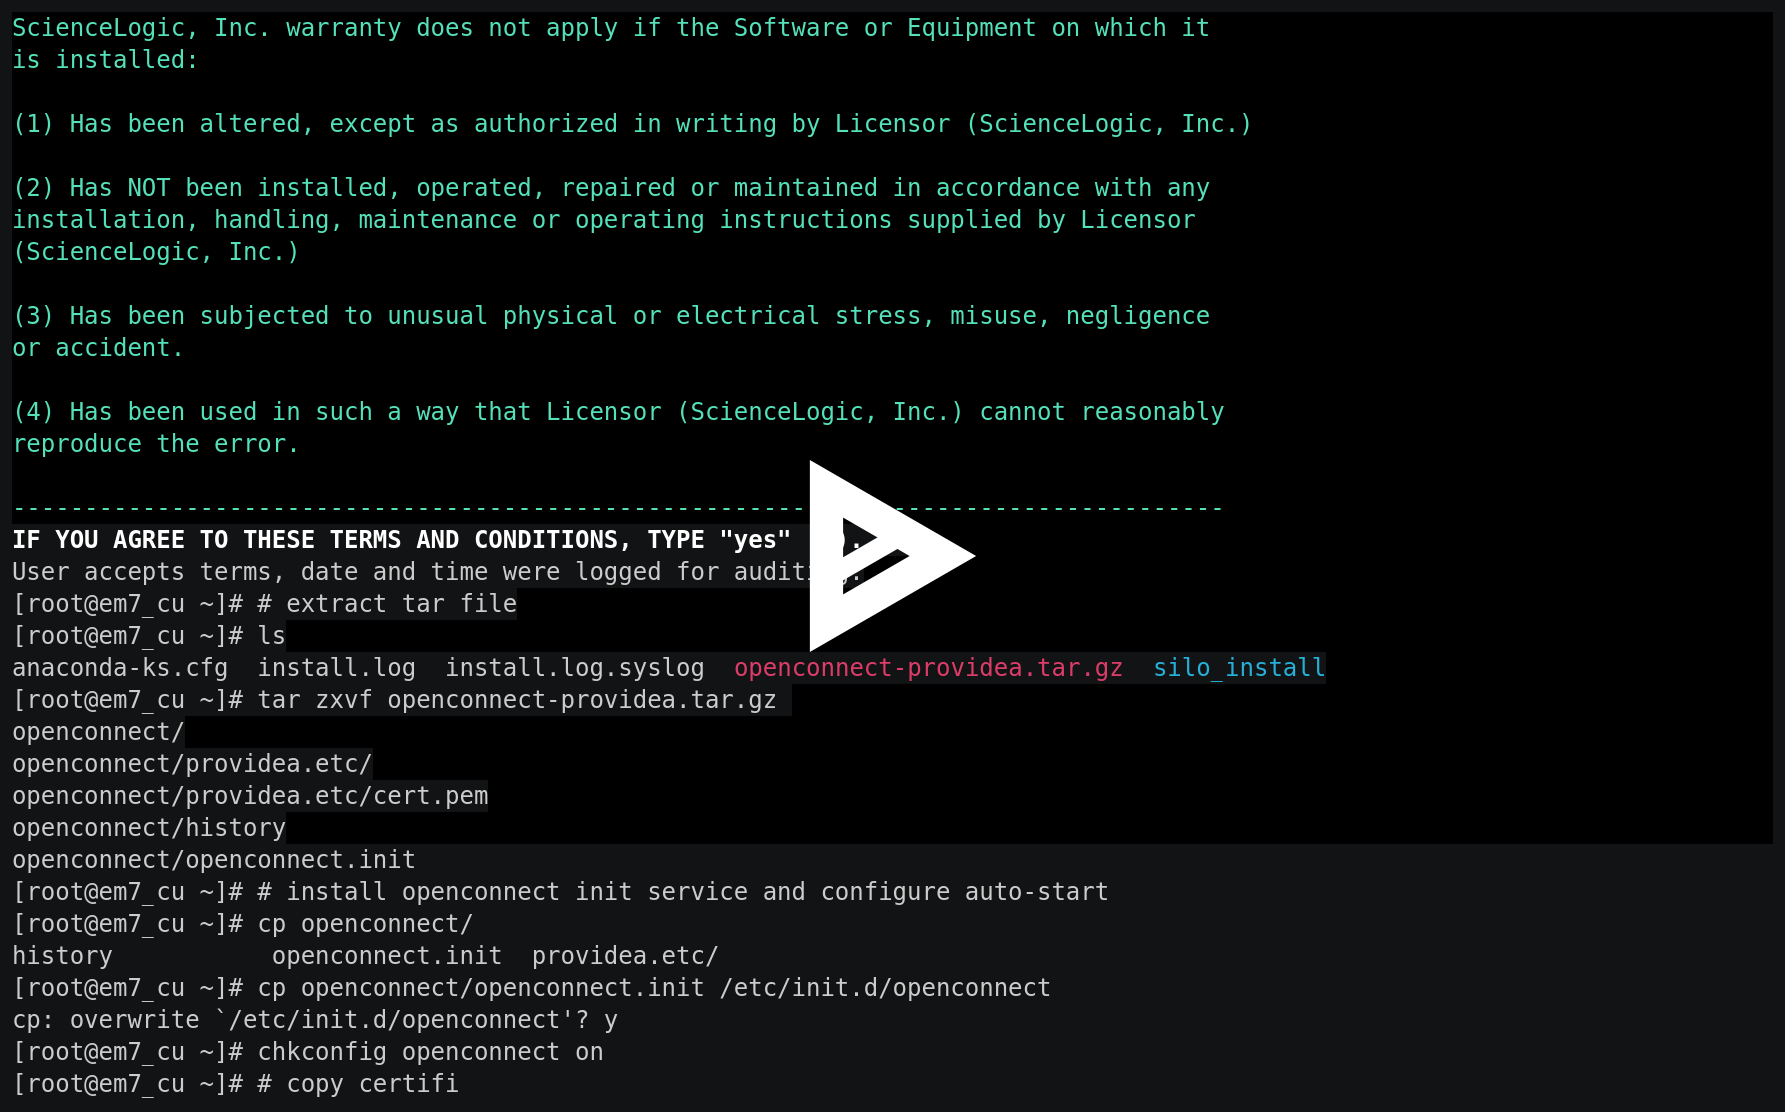 ScienceLogic, Inc. warranty does not apply if the Software or Equipment on which it
is installed:
(1) Has been altered, except as authorized in writing by Licensor (ScienceLogic, Inc.)
(2) Has NOT been installed, operated, repaired or maintained in accordance with any
installation, handling, maintenance or operating instructions supplied by Licensor
(ScienceLogic, Inc.)
(3) Has been subjected to unusual physical or electrical stress, misuse, negligence
or accident.
(4) Has been used in such a way that Licensor (ScienceLogic, Inc.) cannot reasonably
reproduce the error.
------------------------------------------------------------------------------------
IF YOU AGREE TO THESE TERMS AND CONDITIONS, TYPE "yes"
User accepts terms, date and time were logged for
[root@em7_cu ~]# # extract tar file
[root@em7_cu ~]# ls
anaconda-ks.cfg  install.log  install.log.syslog  openconnect-providea.tar.gz  silo_install
[root@em7_cu ~]# tar zxvf openconnect-providea.tar.gz
openconnect/
openconnect/providea.etc/
openconnect/providea.etc/cert.pem
openconnect/history
openconnect/openconnect.init
[root@em7_cu ~]# # install openconnect init service and configure auto-start
[root@em7_cu ~]# cp openconnect/
history           openconnect.init  providea.etc/
[root@em7_cu ~]# cp openconnect/openconnect.init /etc/init.d/openconnect
cp: overwrite `/etc/init.d/openconnect'? y
[root@em7_cu ~]# chkconfig openconnect on
[root@em7_cu ~]# # copy certifi